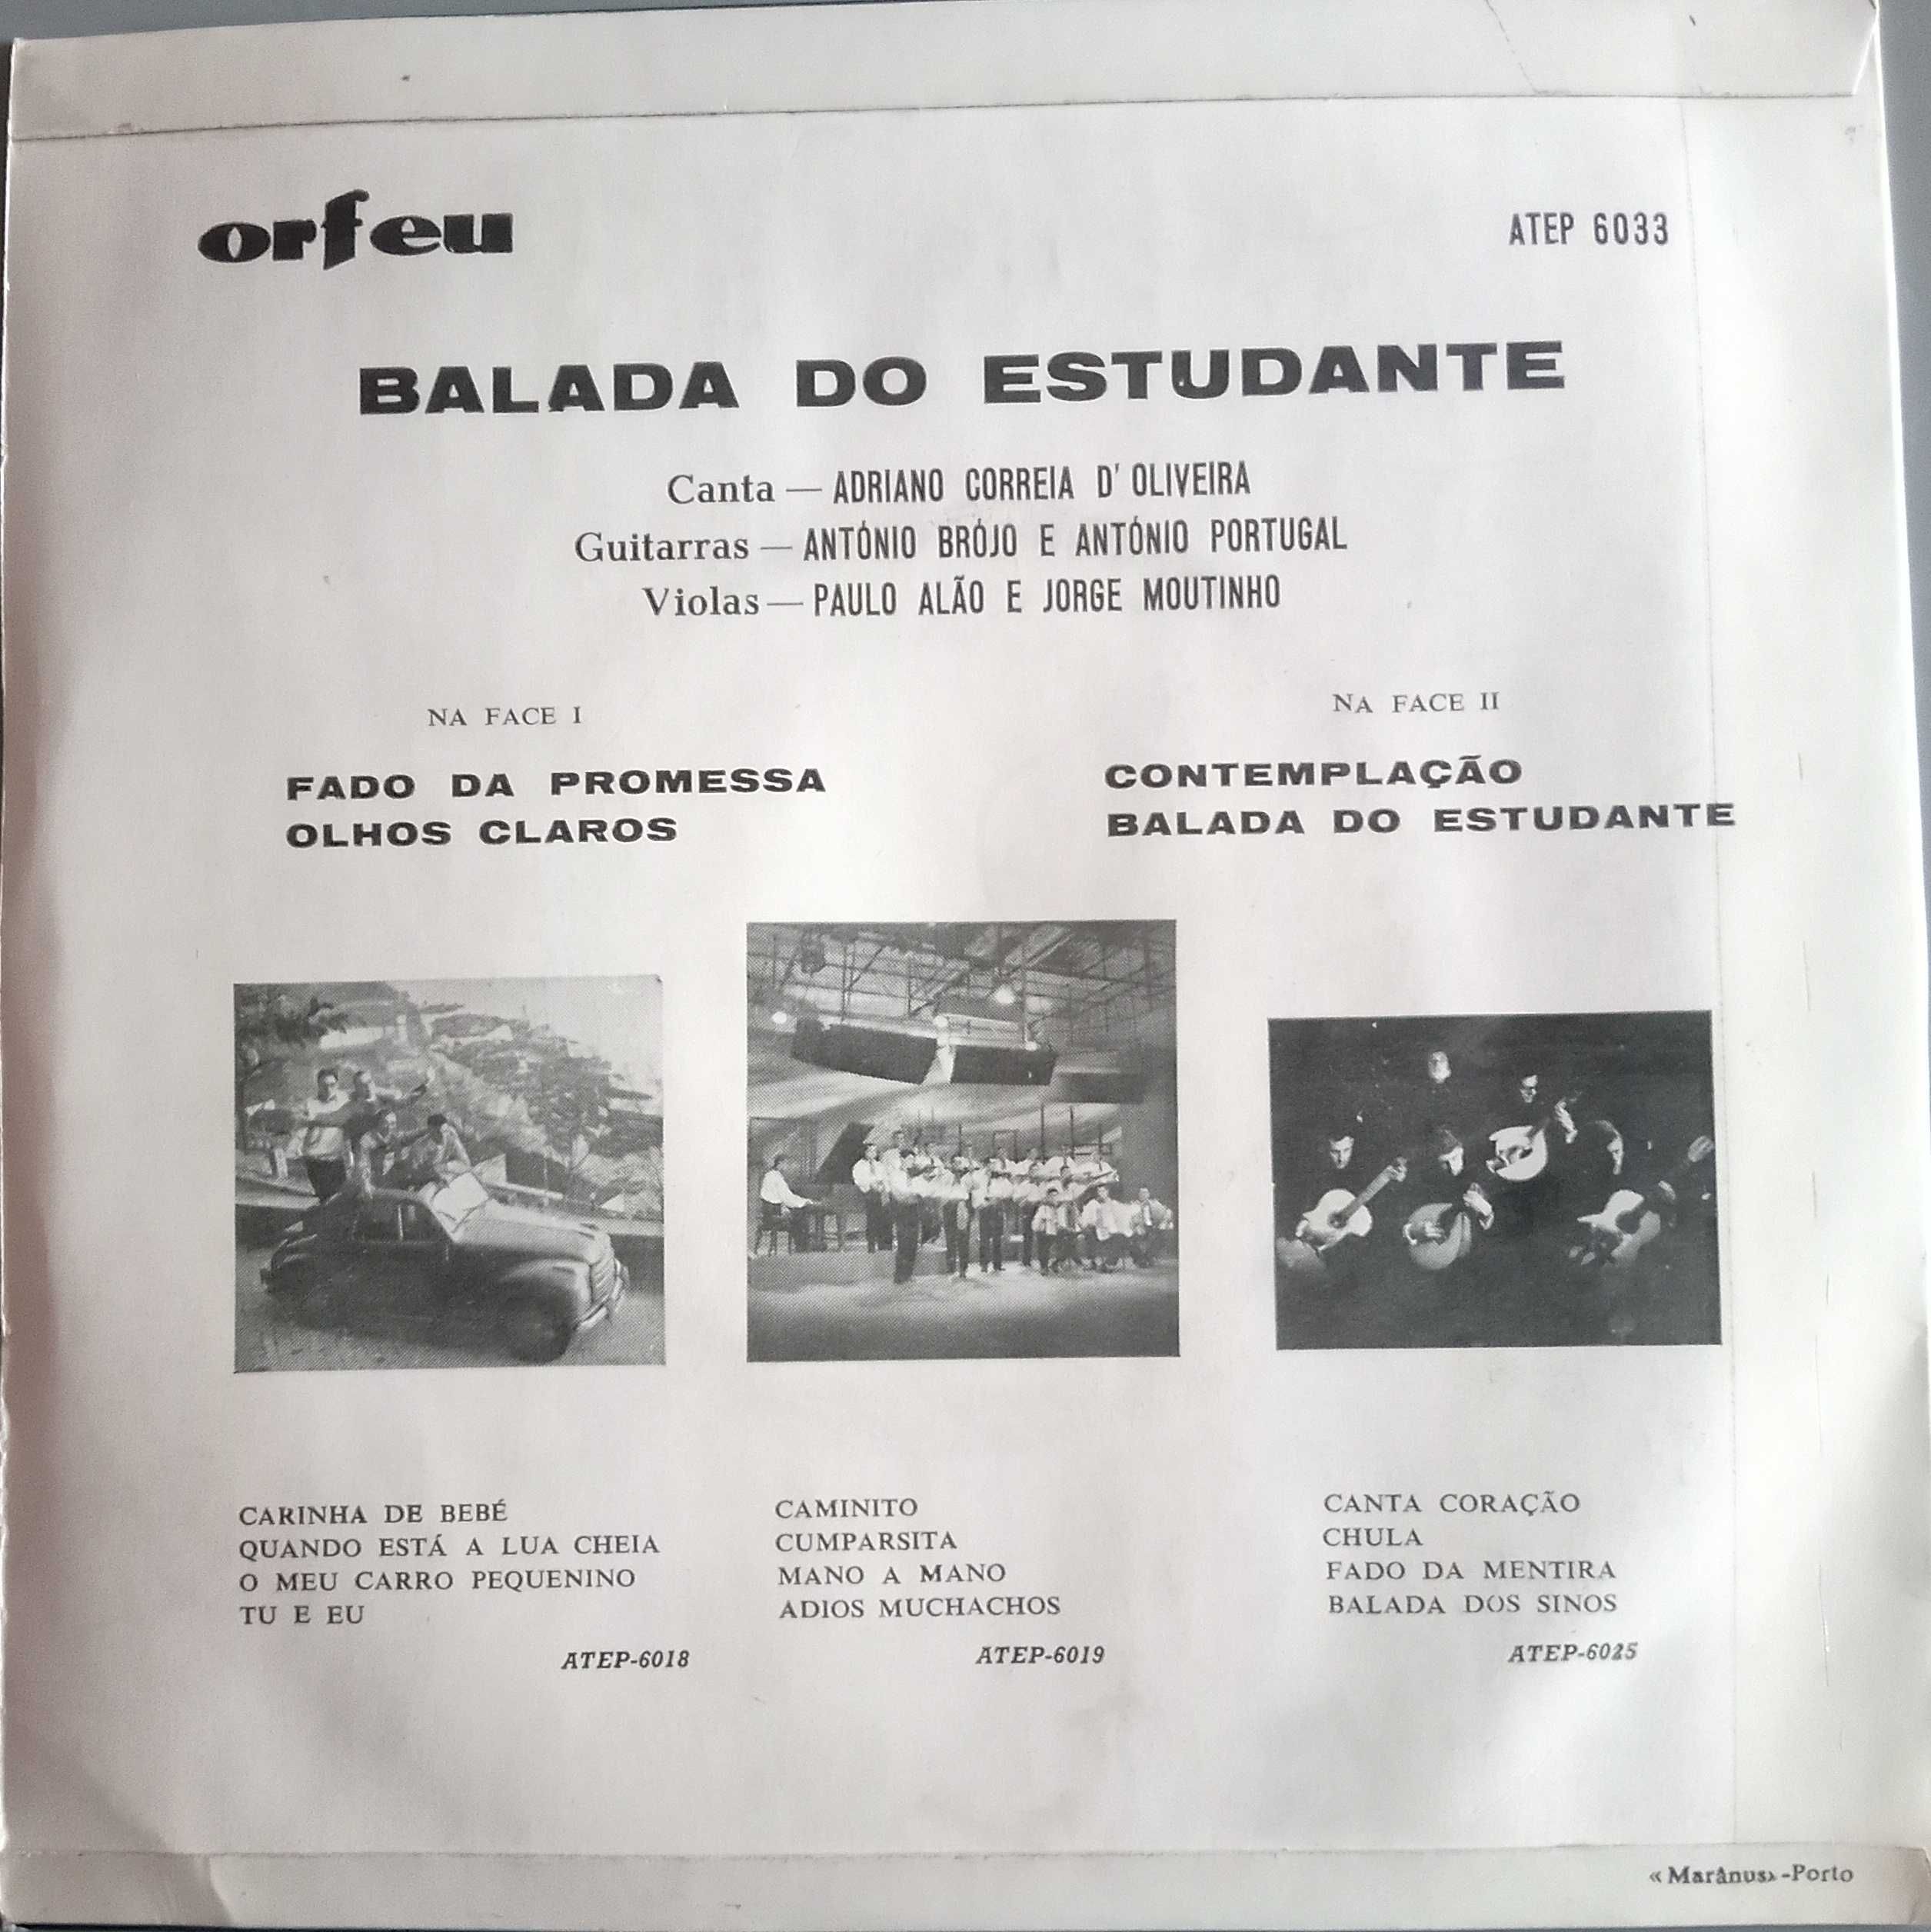 orfeu
ATEP 6033
BALADA DO ESTUDANTE
Canta — ADRIANO CORREIA D' OLIVEIRA
Guitarras — ANTÓNIO BRÓJO E ANTÓNIO PORTUGAL
Violas — PAULO ALÃO E JORGE MOUTINHO
NA FACE I
FADO DA PROMESSA
OLHOS CLAROS
NA FACE II
CONTEMPLAÇÃO
BALADA DO ESTUDANTE
CARINHA DE BEBÉ
QUANDO ESTÁ A LUA CHEIA
O MEU CARRO PEQUENINO
TU E EU
ATEP-6018
CAMINITO
CUMPARSITA
MANO A MANO
ADIOS MUCHACHOS
ATEP-6019
CANTA CORAÇÃO
CHULA
FADO DA MENTIRA
BALADA DOS SINOS
ATEP-6025
«Marânus»-Porto